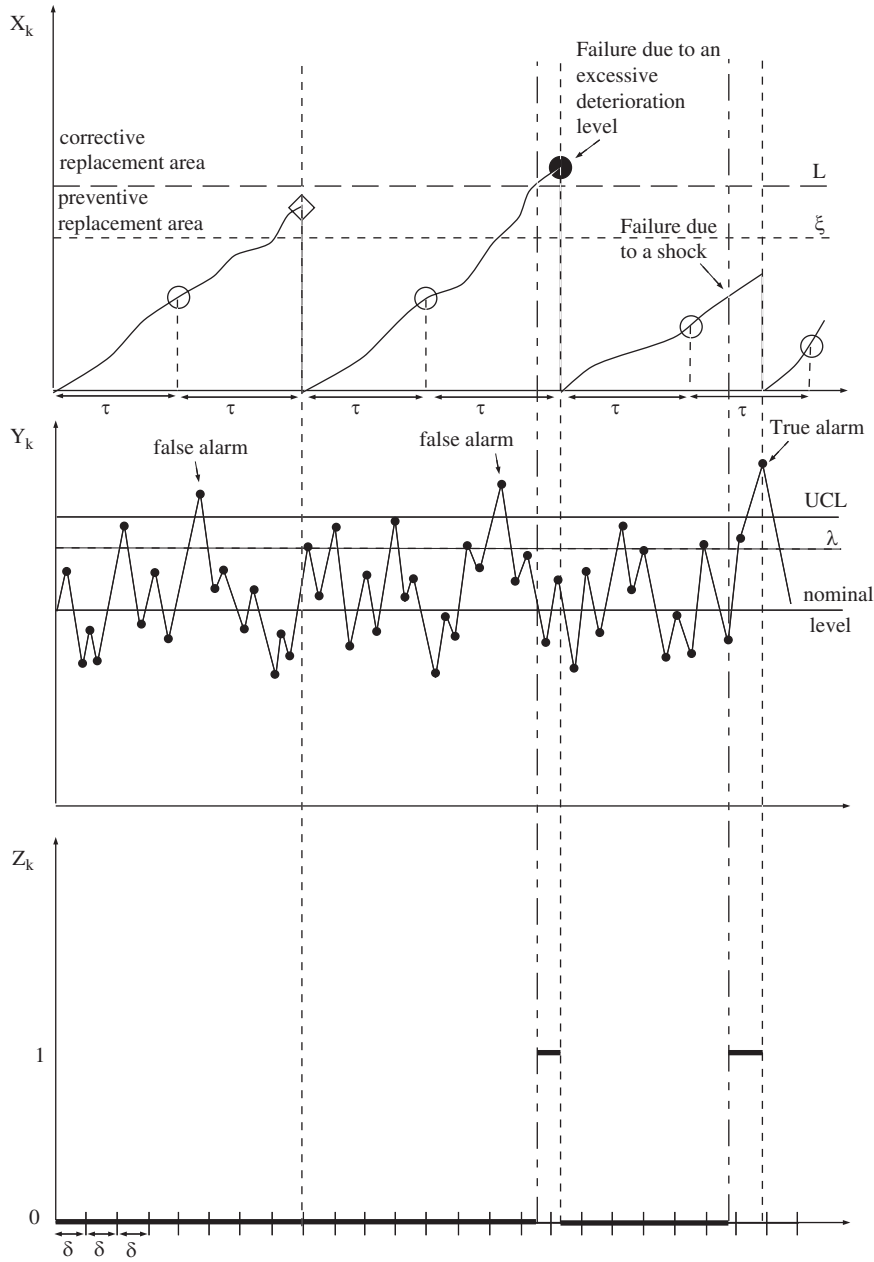 X_k
Failure due to an
excessive
deterioration
level
corrective
replacement area
L
preventive
replacement area
ξ
Failure due
to a shock
τ τ τ τ τ τ
Y_k
false alarm
false alarm
True alarm
UCL
λ
nominal
level
Z_k
1
0
δ δ δ